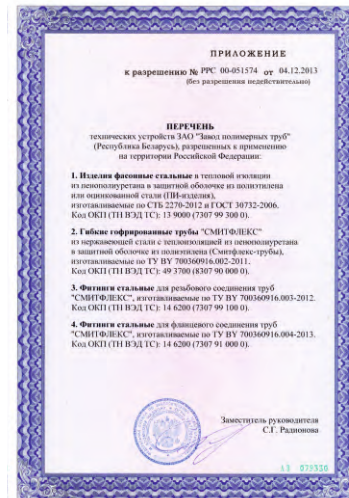 ПРИЛОЖЕНИЕ
к разрешению № РРС 00-051574 от 04.12.2013
(без разрешения недействительно)
ПЕРЕЧЕНЬ
технических устройств ЗАО "Завод полимерных труб"
(Республика Беларусь), разрешенных к применению
на территории Российской Федерации:
1. Изделия фасонные стальные в тепловой изоляции
из пенополиуретана в защитной оболочке из полиэтилена
или оцинкованной стали (ПИ-изделия),
изготавливаемые по СТБ 2270-2012 и ГОСТ 30732-2006.
Код ОКП (ТН ВЭД ТС): 13 9000 (7307 99 300 0).
2. Гибкие гофрированные трубы "СМИТФЛЕКС"
из нержавеющей стали с теплоизоляцией из пенополиуретана
в защитной оболочке из полиэтилена (Смитфлекс-трубы),
изготавливаемые по ТУ BY 700360916.002-2011.
Код ОКП (ТН ВЭД ТС): 49 3700 (8307 90 000 0).
3. Фитинги стальные для резьбового соединения труб
"СМИТФЛЕКС", изготавливаемые по ТУ BY 700360916.003-2012.
Код ОКП (ТН ВЭД ТС): 14 6200 (7307 99 100 0).
4. Фитинги стальные для фланцевого соединения труб
"СМИТФЛЕКС", изготавливаемые по ТУ BY 700360916.004-2013.
Код ОКП (ТН ВЭД ТС): 14 6200 (7307 91 000 0).
Заместитель руководителя
С.Г. Радионова